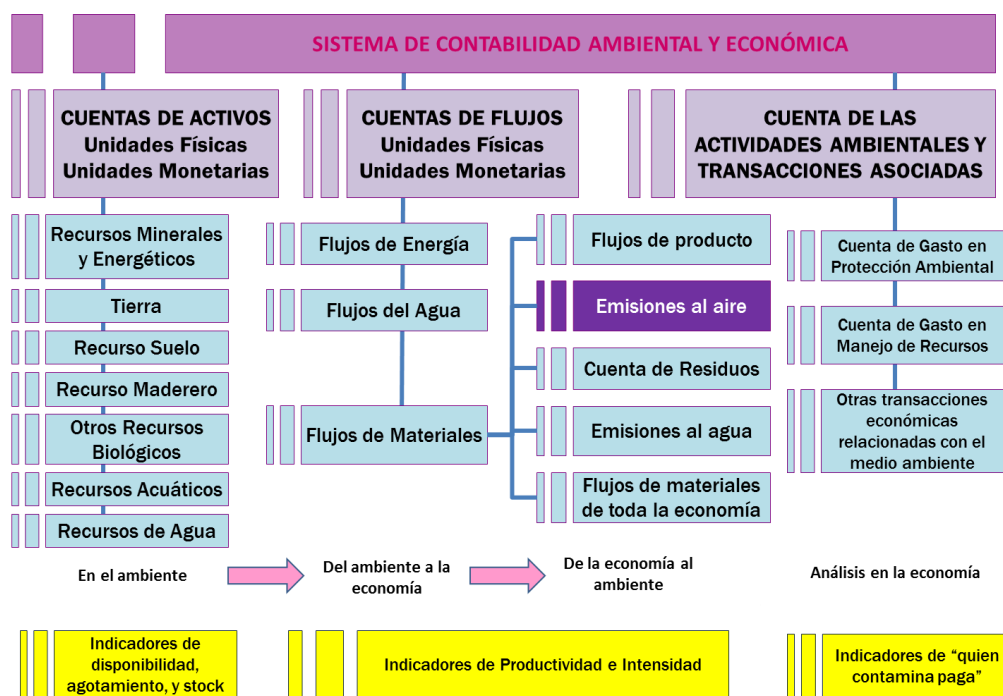 SISTEMA DE CONTABILIDAD AMBIENTAL Y ECONÓMICA
CUENTAS DE ACTIVOS
Unidades Físicas
Unidades Monetarias
CUENTAS DE FLUJOS
Unidades Físicas
Unidades Monetarias
CUENTA DE LAS
ACTIVIDADES AMBIENTALES Y
TRANSACCIONES ASOCIADAS
Recursos Minerales
y Energéticos
Tierra
Recurso Suelo
Recurso Maderero
Otros Recursos
Biológicos
Recursos Acuáticos
Recursos de Agua
Flujos de Energía
Flujos del Agua
Flujos de Materiales
Flujos de producto
Emisiones al aire
Cuenta de Residuos
Emisiones al agua
Flujos de materiales
de toda la economía
Cuenta de Gasto en
Protección Ambiental
Cuenta de Gasto en
Manejo de Recursos
Otras transacciones
económicas
relacionadas con el
medio ambiente
En el ambiente
Del ambiente a la
economía
De la economía al
ambiente
Análisis en la economía
Indicadores de
disponibilidad,
agotamiento, y stock
Indicadores de Productividad e Intensidad
Indicadores de “quien
contamina paga”